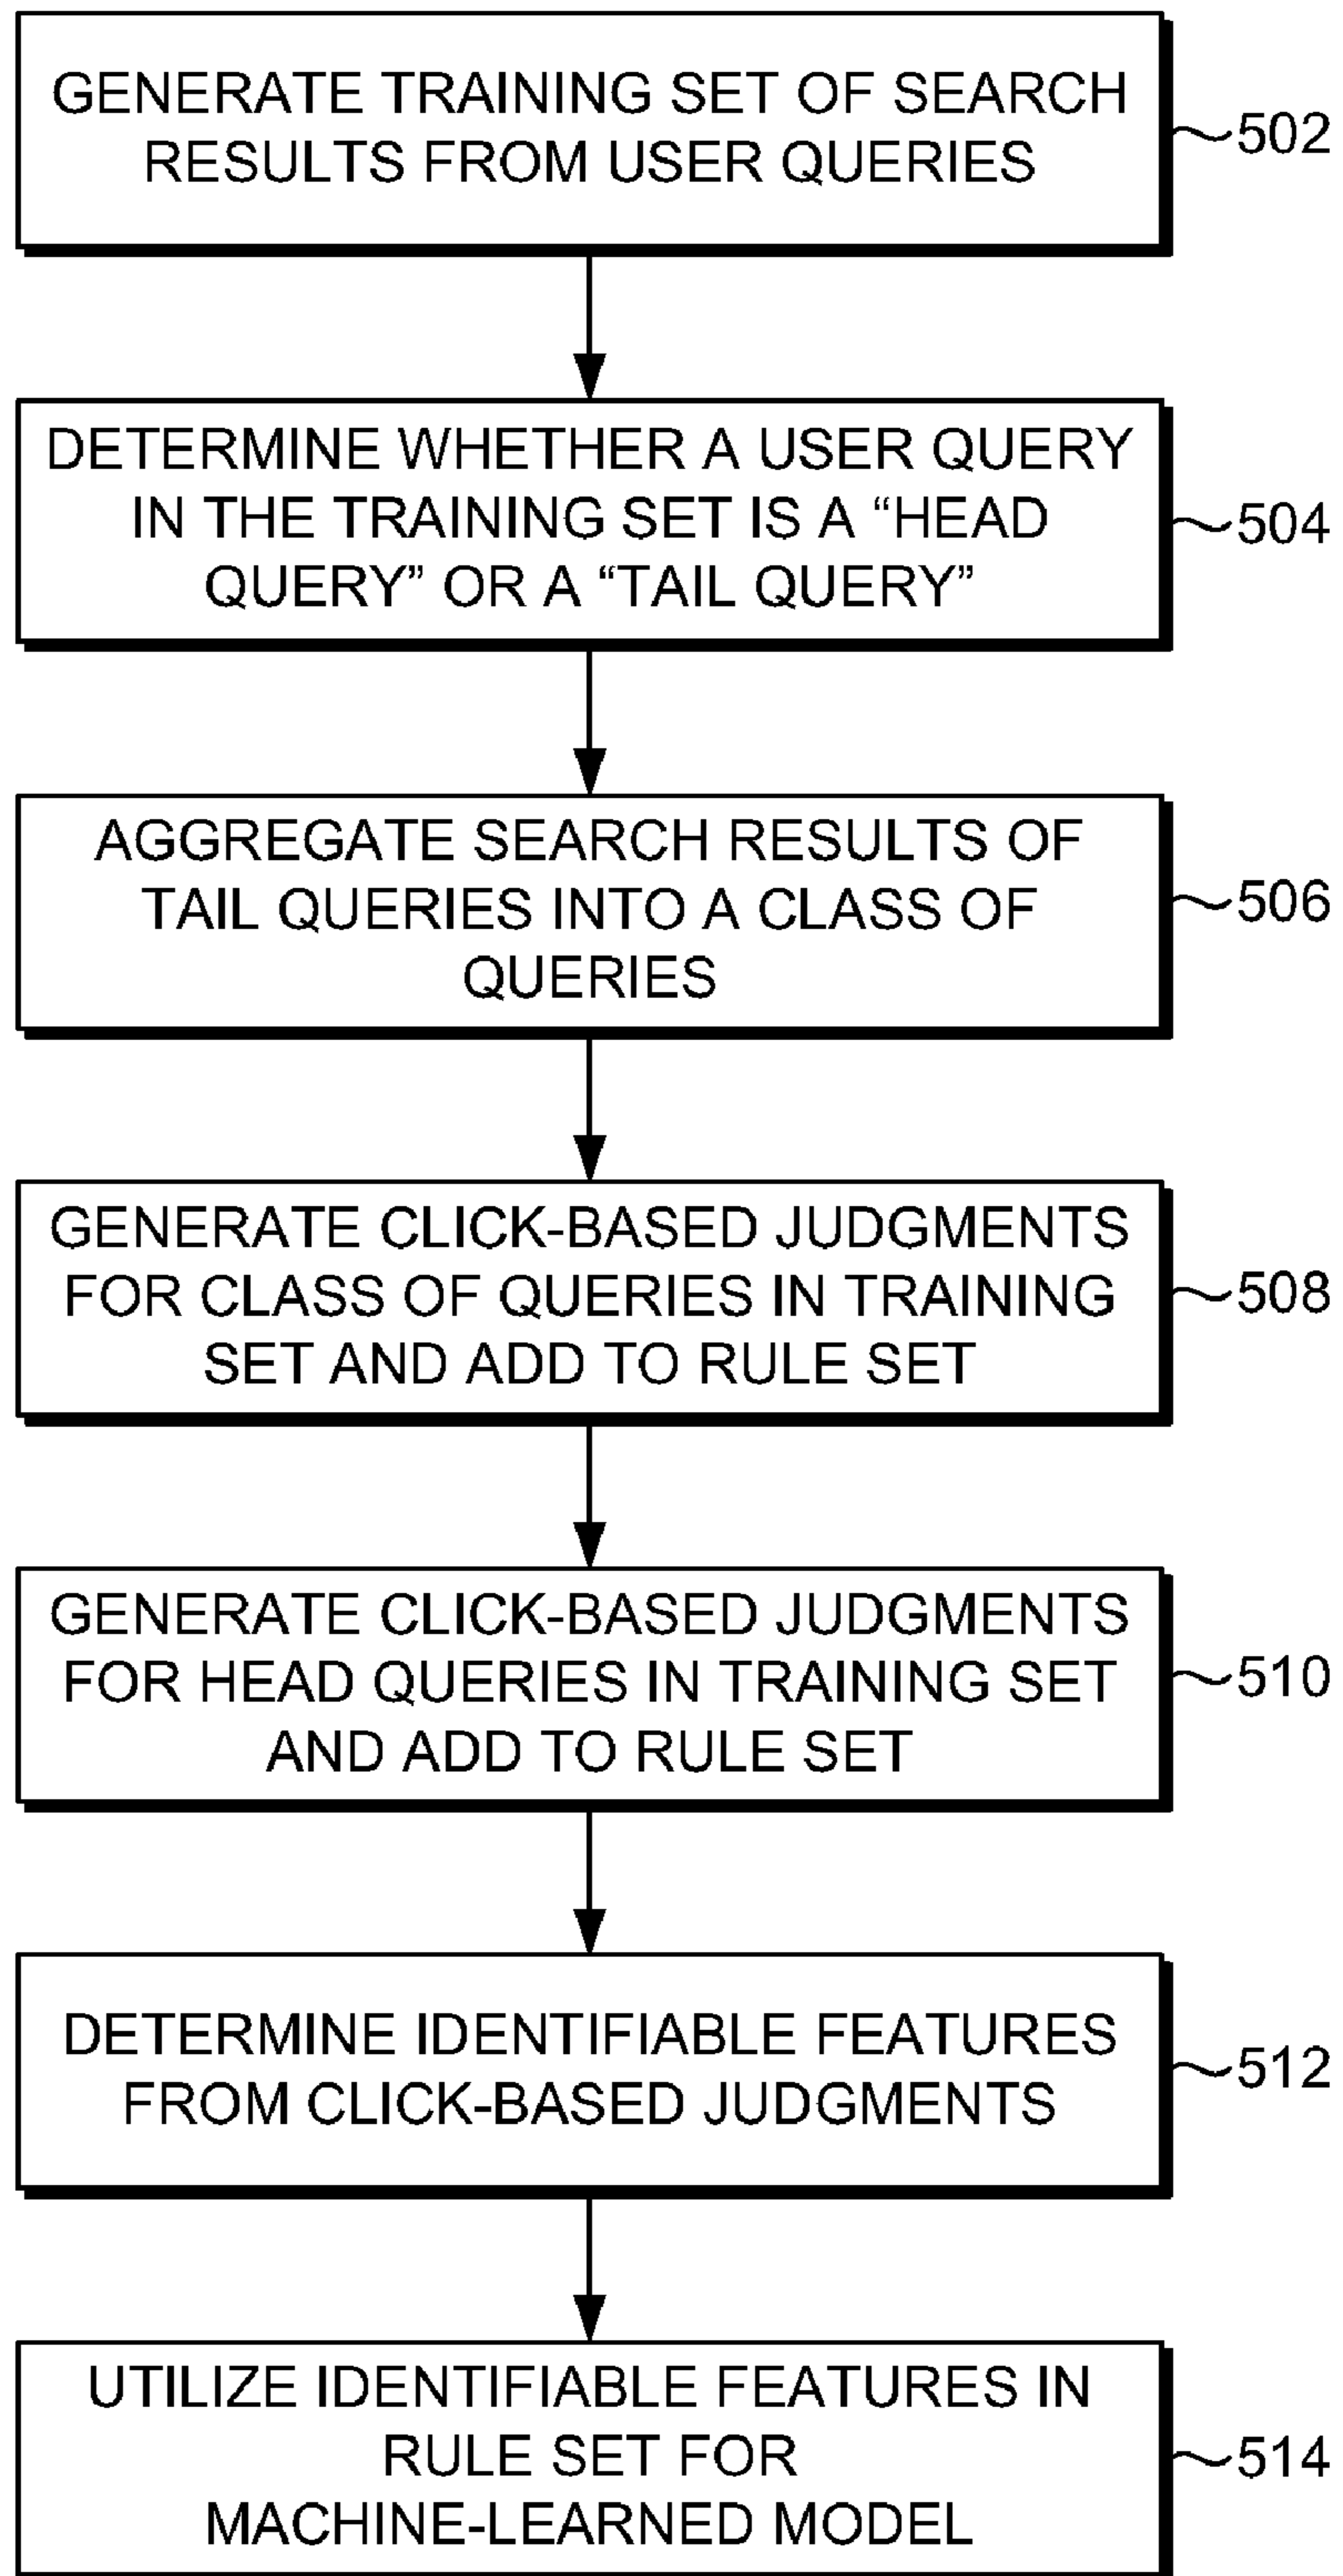 GENERATE TRAINING SET OF SEARCH
RESULTS FROM USER QUERIES
502
DETERMINE WHETHER A USER QUERY
IN THE TRAINING SET IS A “HEAD
QUERY” OR A “TAIL QUERY”
504
AGGREGATE SEARCH RESULTS OF
TAIL QUERIES INTO A CLASS OF
QUERIES
506
GENERATE CLICK-BASED JUDGMENTS
FOR CLASS OF QUERIES IN TRAINING
SET AND ADD TO RULE SET
508
GENERATE CLICK-BASED JUDGMENTS
FOR HEAD QUERIES IN TRAINING SET
AND ADD TO RULE SET
510
DETERMINE IDENTIFIABLE FEATURES
FROM CLICK-BASED JUDGMENTS
512
UTILIZE IDENTIFIABLE FEATURES IN
RULE SET FOR
MACHINE-LEARNED MODEL
514